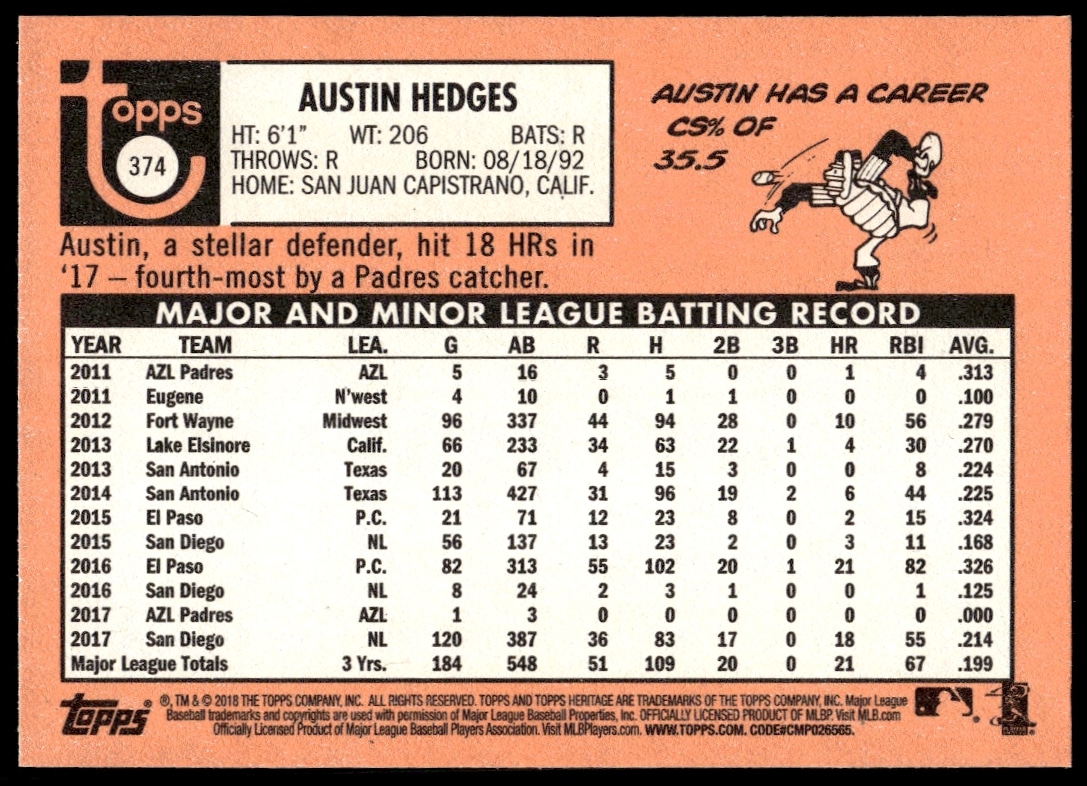 Topps
374
AUSTIN HEDGES
HT: 6'1" WT: 206 BATS: R
THROWS: R BORN: 08/18/92
HOME: SAN JUAN CAPISTRANO, CALIF.
AUSTIN HAS A CAREER
CS% OF
35.5
Austin, a stellar defender, hit 18 HRs in
'17 – fourth-most by a Padres catcher.
MAJOR AND MINOR LEAGUE BATTING RECORD
YEAR TEAM LEA. G AB R H 2B 3B HR RBI AVG.
2011 AZL Padres AZL 5 16 3 5 0 0 1 4 .313
2011 Eugene N'west 4 10 0 1 1 0 0 0 .100
2012 Fort Wayne Midwest 96 337 44 94 28 0 10 56 .279
2013 Lake Elsinore Calif. 66 233 34 63 22 1 4 30 .270
2013 San Antonio Texas 20 67 4 15 3 0 0 8 .224
2014 San Antonio Texas 113 427 31 96 19 2 6 44 .225
2015 El Paso P.C. 21 71 12 23 8 0 2 15 .324
2015 San Diego NL 56 137 13 23 2 0 3 11 .168
2016 El Paso P.C. 82 313 55 102 20 1 21 82 .326
2016 San Diego NL 8 24 2 3 1 0 0 1 .125
2017 AZL Padres AZL 1 3 0 0 0 0 0 0 .000
2017 San Diego NL 120 387 36 83 17 0 18 55 .214
Major League Totals 3 Yrs. 184 548 51 109 20 0 21 67 .199
Topps®
®, TM & © 2018 THE TOPPS COMPANY, INC. ALL RIGHTS RESERVED. TOPPS AND TOPPS HERITAGE ARE TRADEMARKS OF THE TOPPS COMPANY, INC. Major League
Baseball trademarks and copyrights are used with permission of Major League Baseball Properties, Inc. OFFICIALLY LICENSED PRODUCT OF MLBP. Visit MLB.com
Officially Licensed Product of Major League Baseball Players Association. Visit MLBPlayers.com. WWW.TOPPS.COM. CODE#CMP026565.